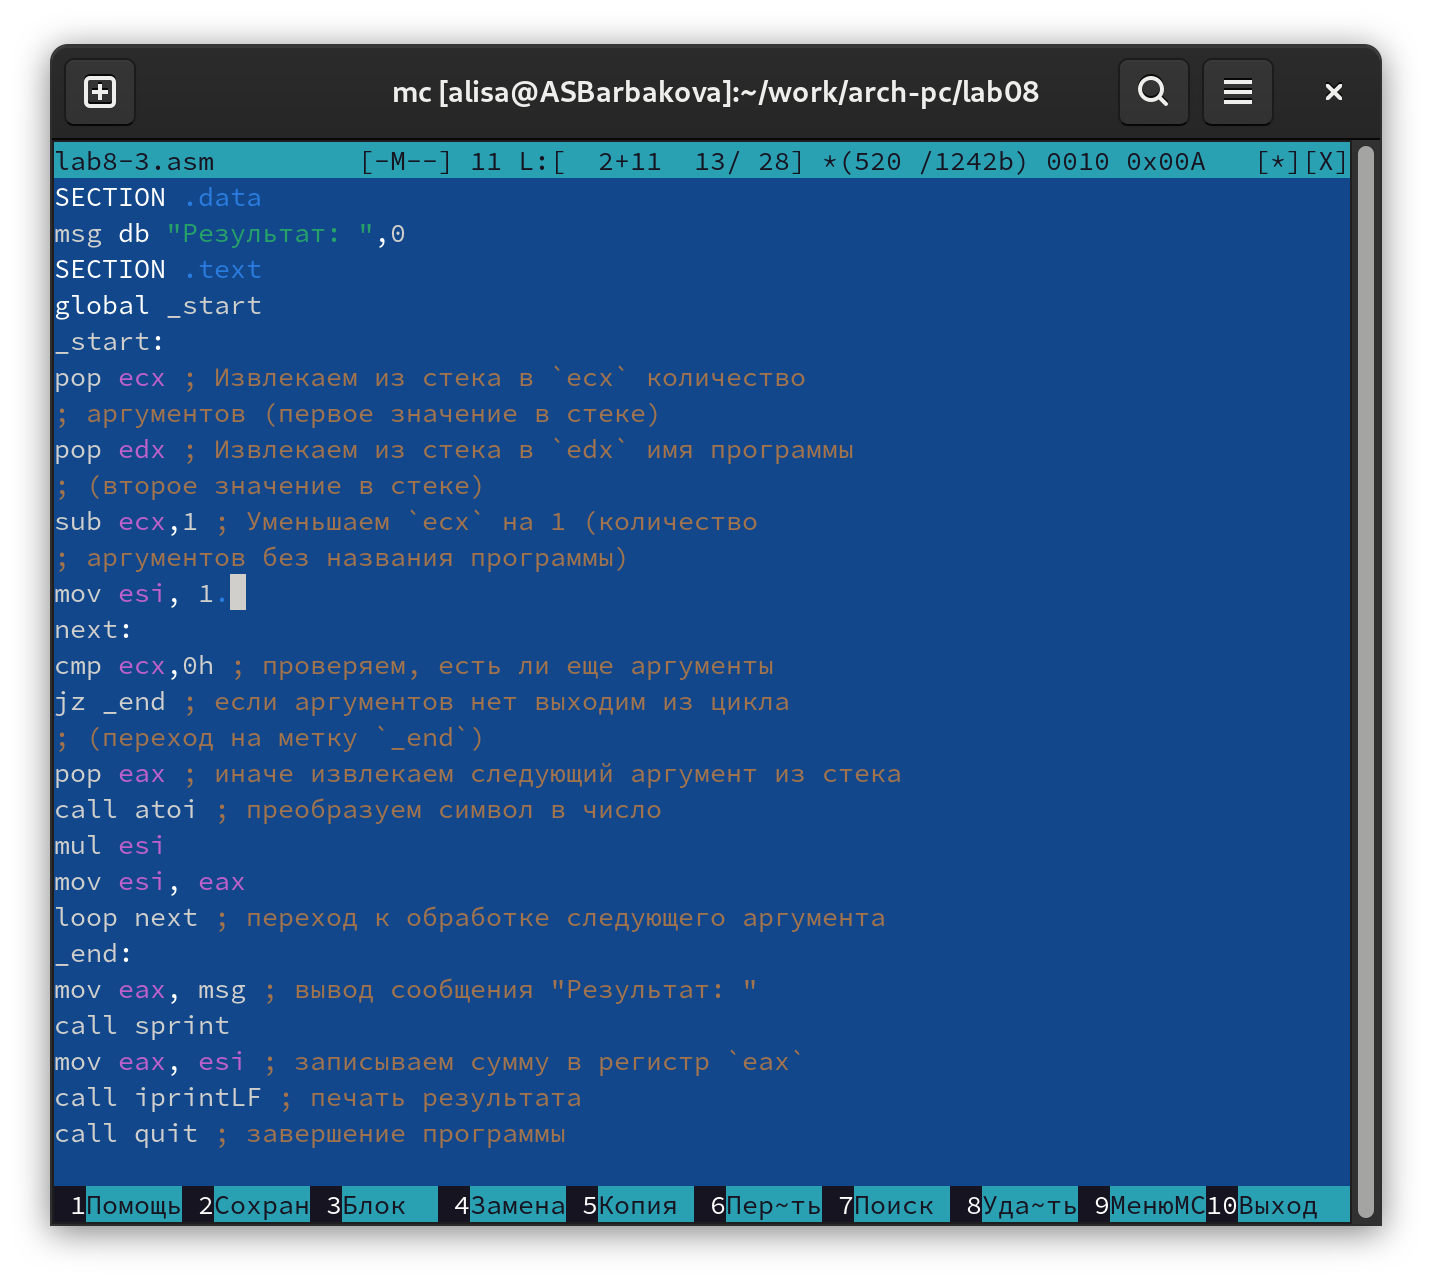 mc [alisa@ASBarbakova]:~/work/arch-pc/lab08
lab8-3.asm [-M--] 11 L:[ 2+11 13/ 28] *(520 /1242b) 0010 0x00A [*][X]
SECTION .data
msg db "Результат: ",0
SECTION .text
global _start
_start:
pop ecx ; Извлекаем из стека в `ecx` количество
; аргументов (первое значение в стеке)
pop edx ; Извлекаем из стека в `edx` имя программы
; (второе значение в стеке)
sub ecx,1 ; Уменьшаем `ecx` на 1 (количество
; аргументов без названия программы)
mov esi, 1.
next:
cmp ecx,0h ; проверяем, есть ли еще аргументы
jz _end ; если аргументов нет выходим из цикла
; (переход на метку `_end`)
pop eax ; иначе извлекаем следующий аргумент из стека
call atoi ; преобразуем символ в число
mul esi
mov esi, eax
loop next ; переход к обработке следующего аргумента
_end:
mov eax, msg ; вывод сообщения "Результат: "
call sprint
mov eax, esi ; записываем сумму в регистр `eax`
call iprintLF ; печать результата
call quit ; завершение программы
1Помощь 2Сохран 3Блок 4Замена 5Копия 6Пер~ть 7Поиск 8Уда~ть 9МенюМС10Выход